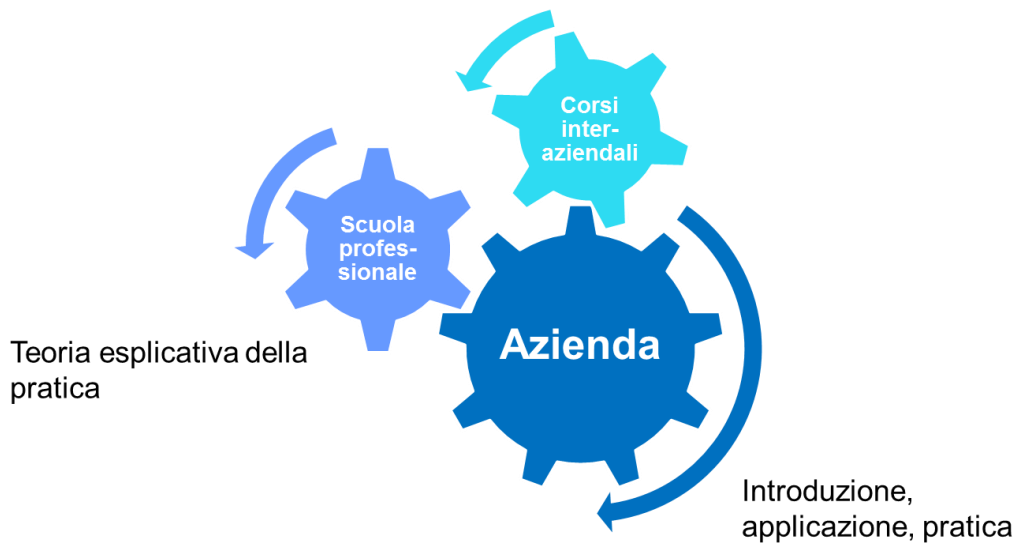 Corsi
inter-
aziendali
Scuola
profes-
sionale
Azienda
Teoria esplicativa della
pratica
Introduzione,
applicazione, pratica